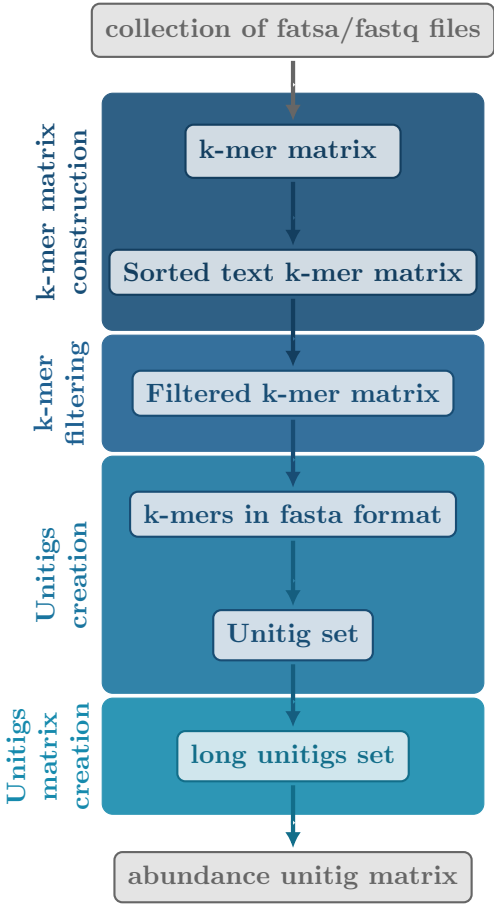 collection of fatsa/fastq files
k-mer matrix
construction
k-mer matrix
Sorted text k-mer matrix
k-mer
filtering
Filtered k-mer matrix
Unitigs
creation
k-mers in fasta format
Unitig set
Unitigs
matrix
creation
long unitigs set
abundance unitig matrix